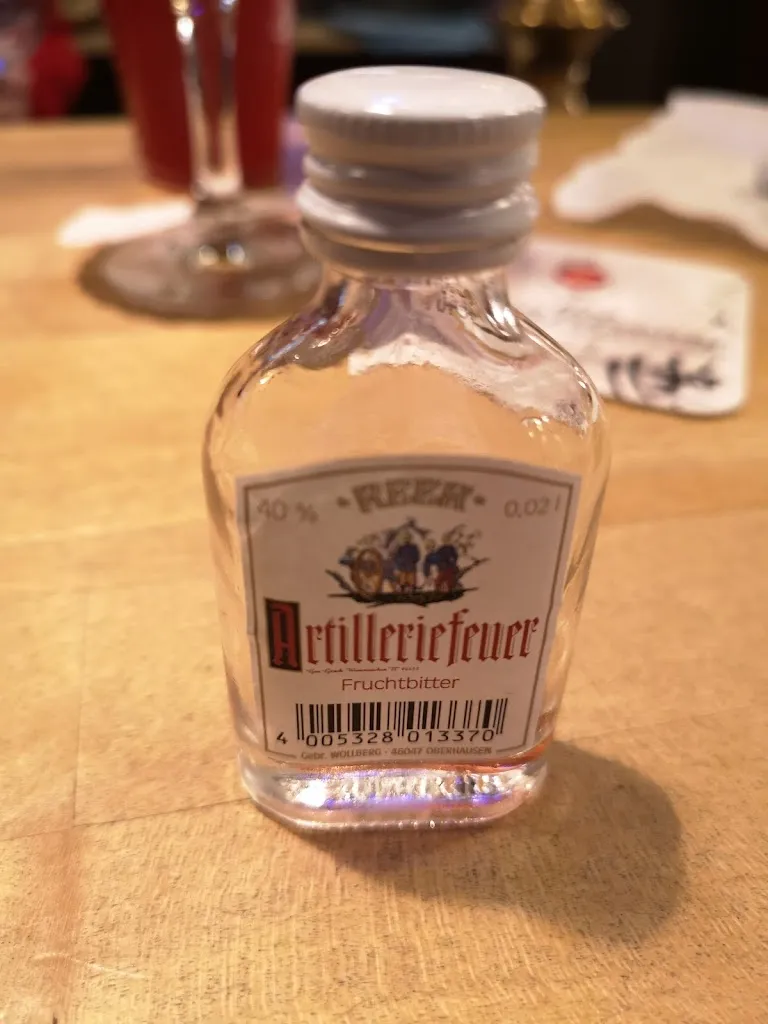 40 % · REEH · 0,02 l
Artilleriefeuer
Fruchtbitter
4 005328 013370
Gebr. WOLLBERG - 46047 OBERHAUSEN